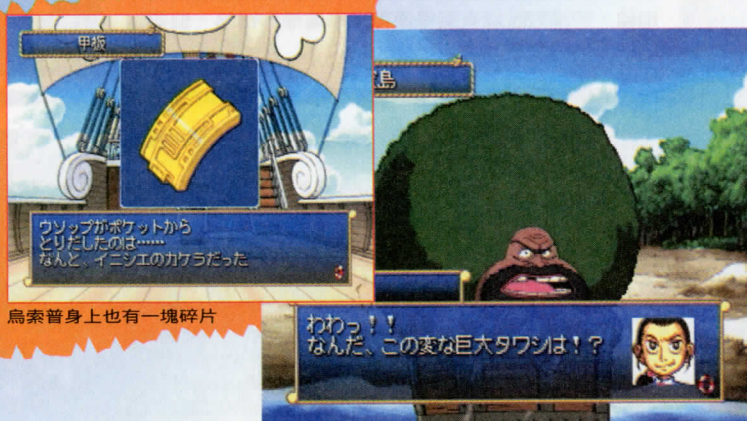 甲板
ウソップがポケットから
とりだしたのは……
なんと、イニシエのカケラだった
烏索普身上也有一塊碎片
島
わわっ！！
なんだ、この変な巨大タワシは！？